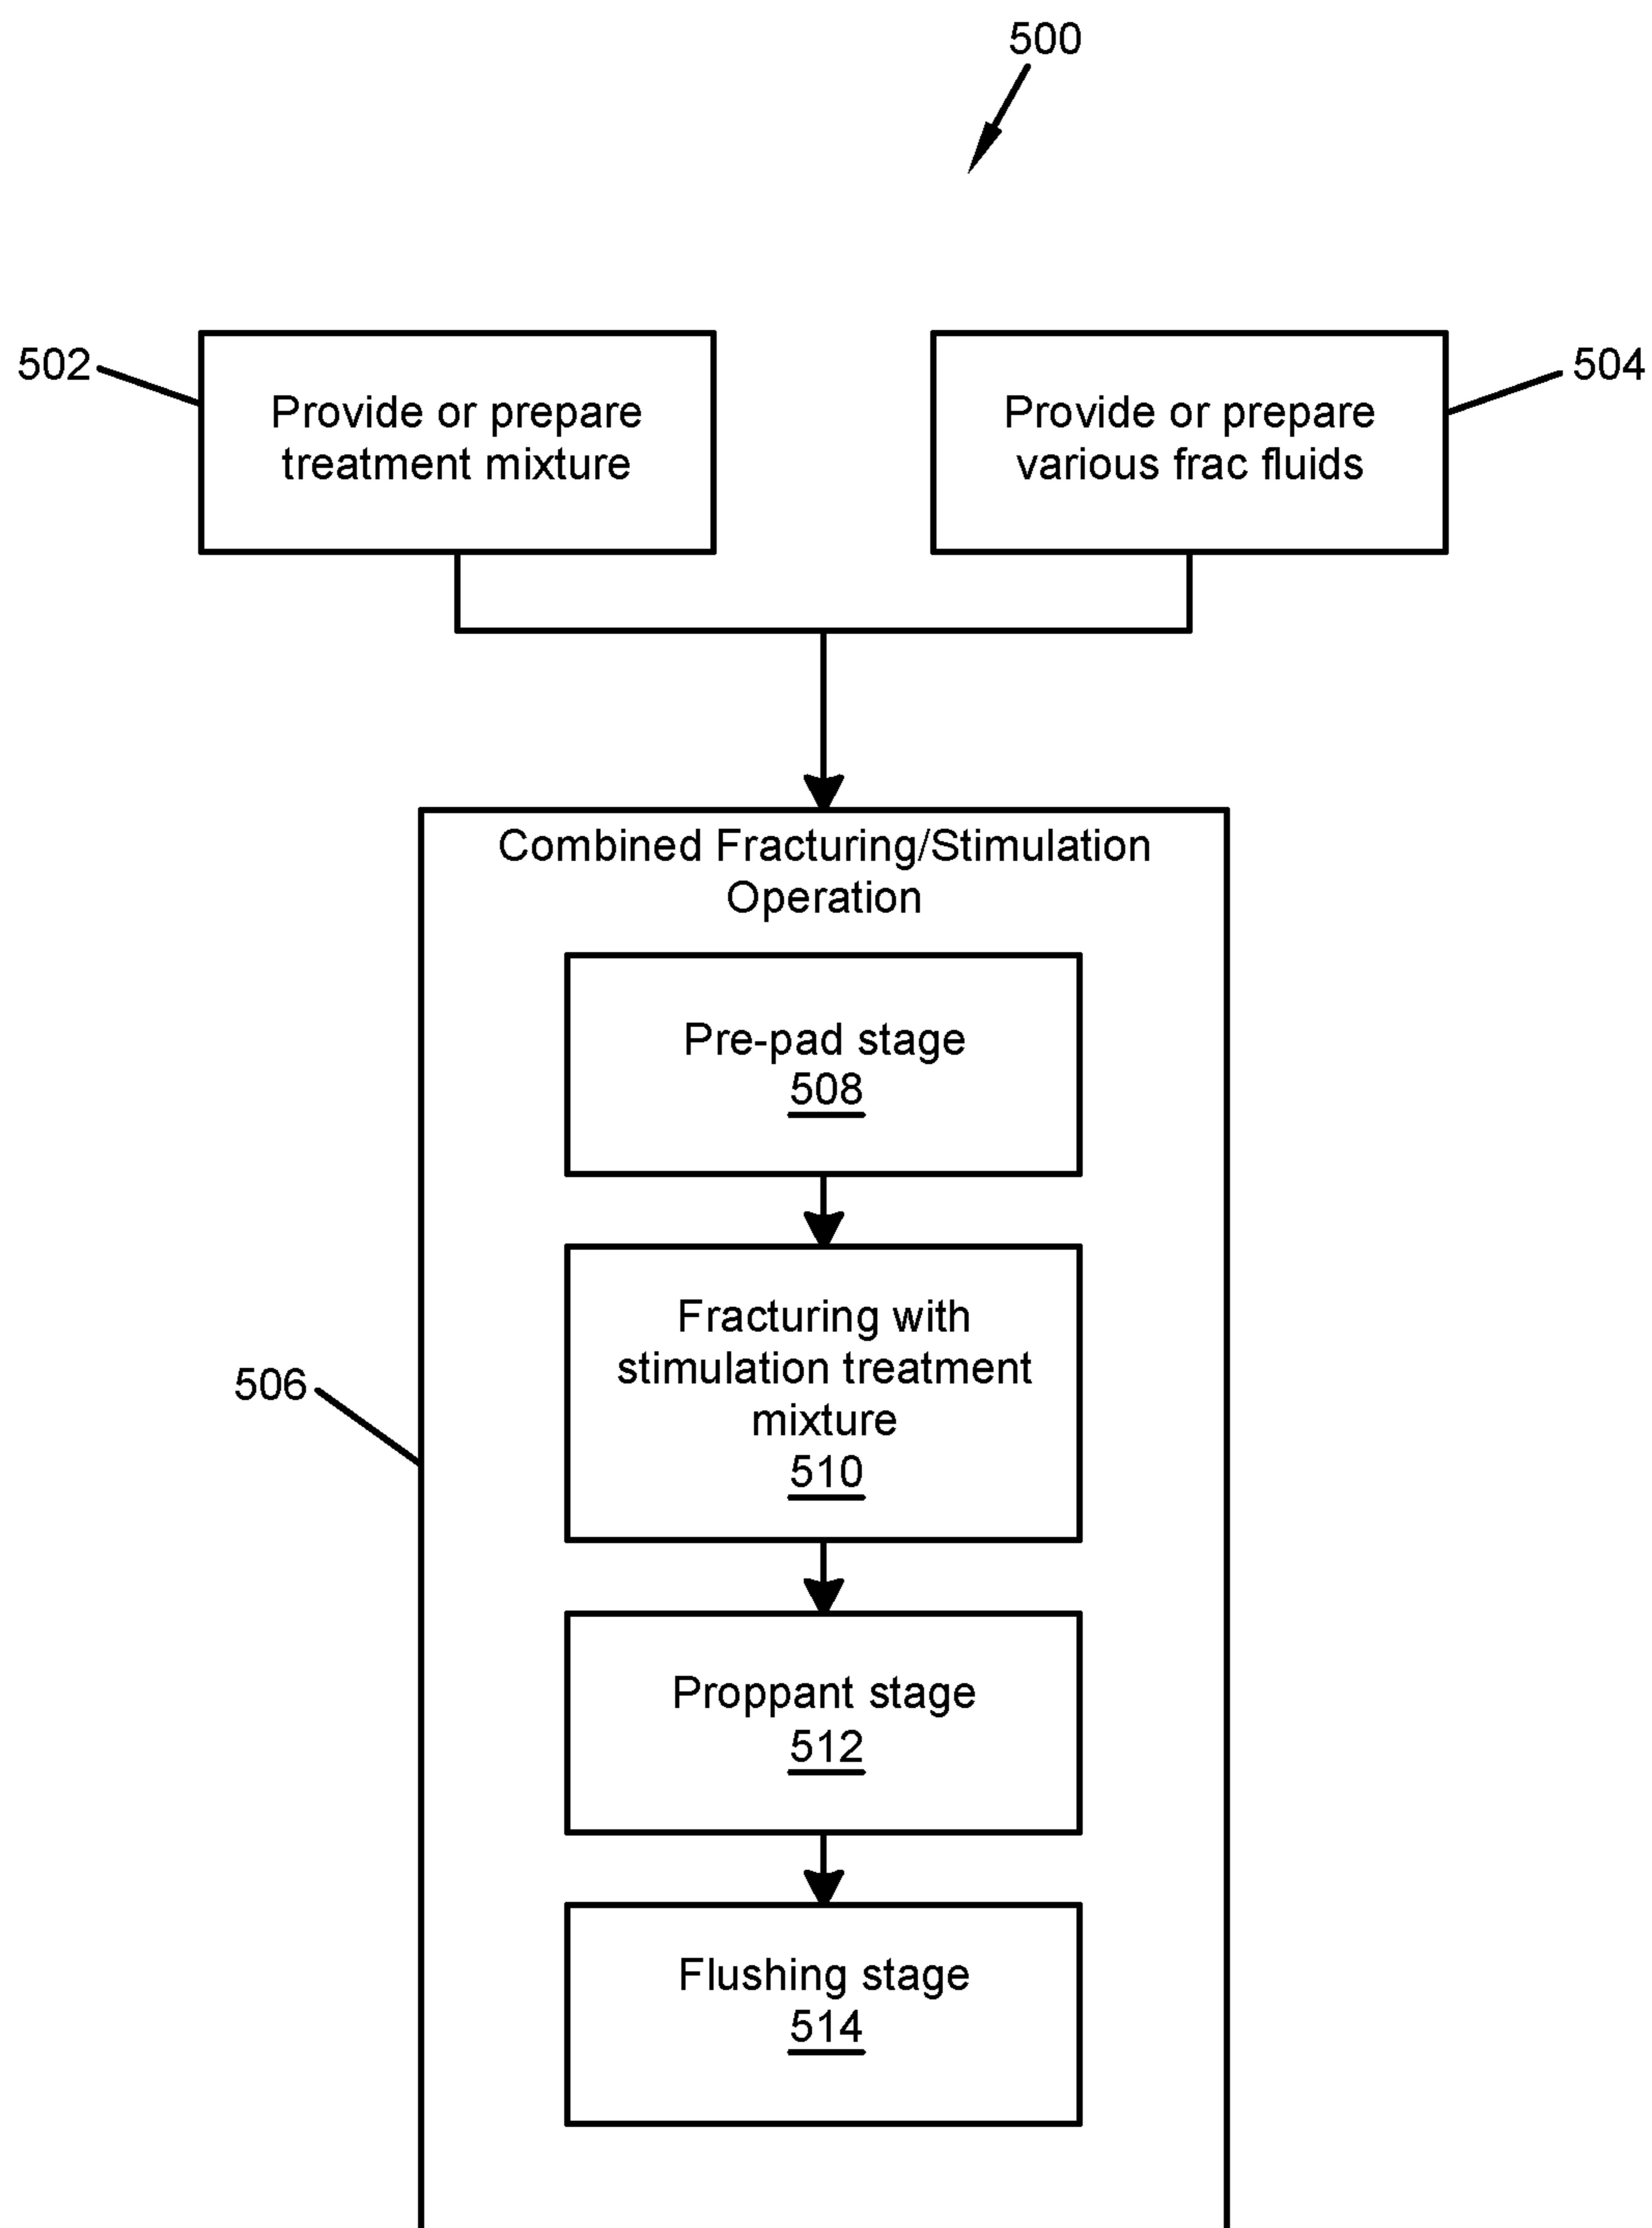 500
502
Provide or prepare
treatment mixture
504
Provide or prepare
various frac fluids
Combined Fracturing/Stimulation
Operation
Pre-pad stage
508
Fracturing with
stimulation treatment
mixture
510
506
Proppant stage
512
Flushing stage
514